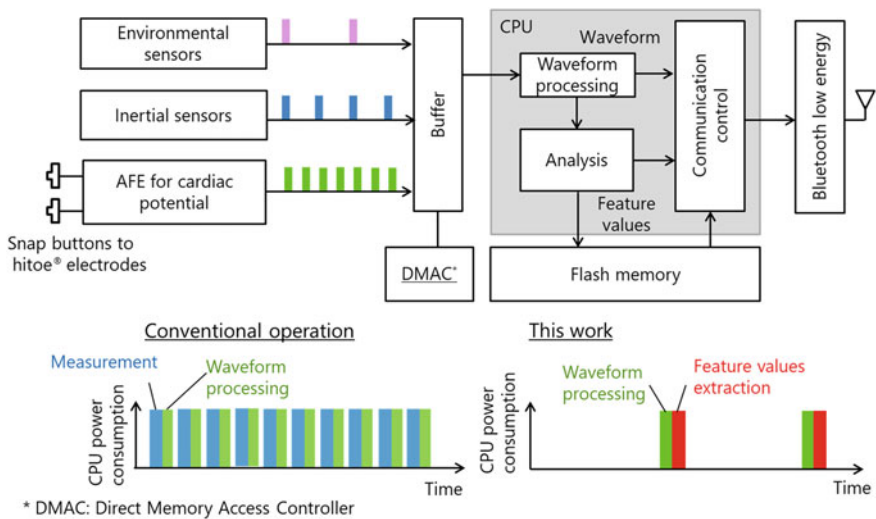 Environmental
sensors
Inertial sensors
AFE for cardiac
potential
Snap buttons to
hitoe® electrodes
Buffer
DMAC*
CPU
Waveform
Waveform
processing
Analysis
Feature
values
Communication
control
Flash memory
Bluetooth low energy
Conventional operation
Measurement
Waveform
processing
CPU power
consumption
Time
This work
Waveform
processing
Feature values
extraction
CPU power
consumption
Time
* DMAC: Direct Memory Access Controller